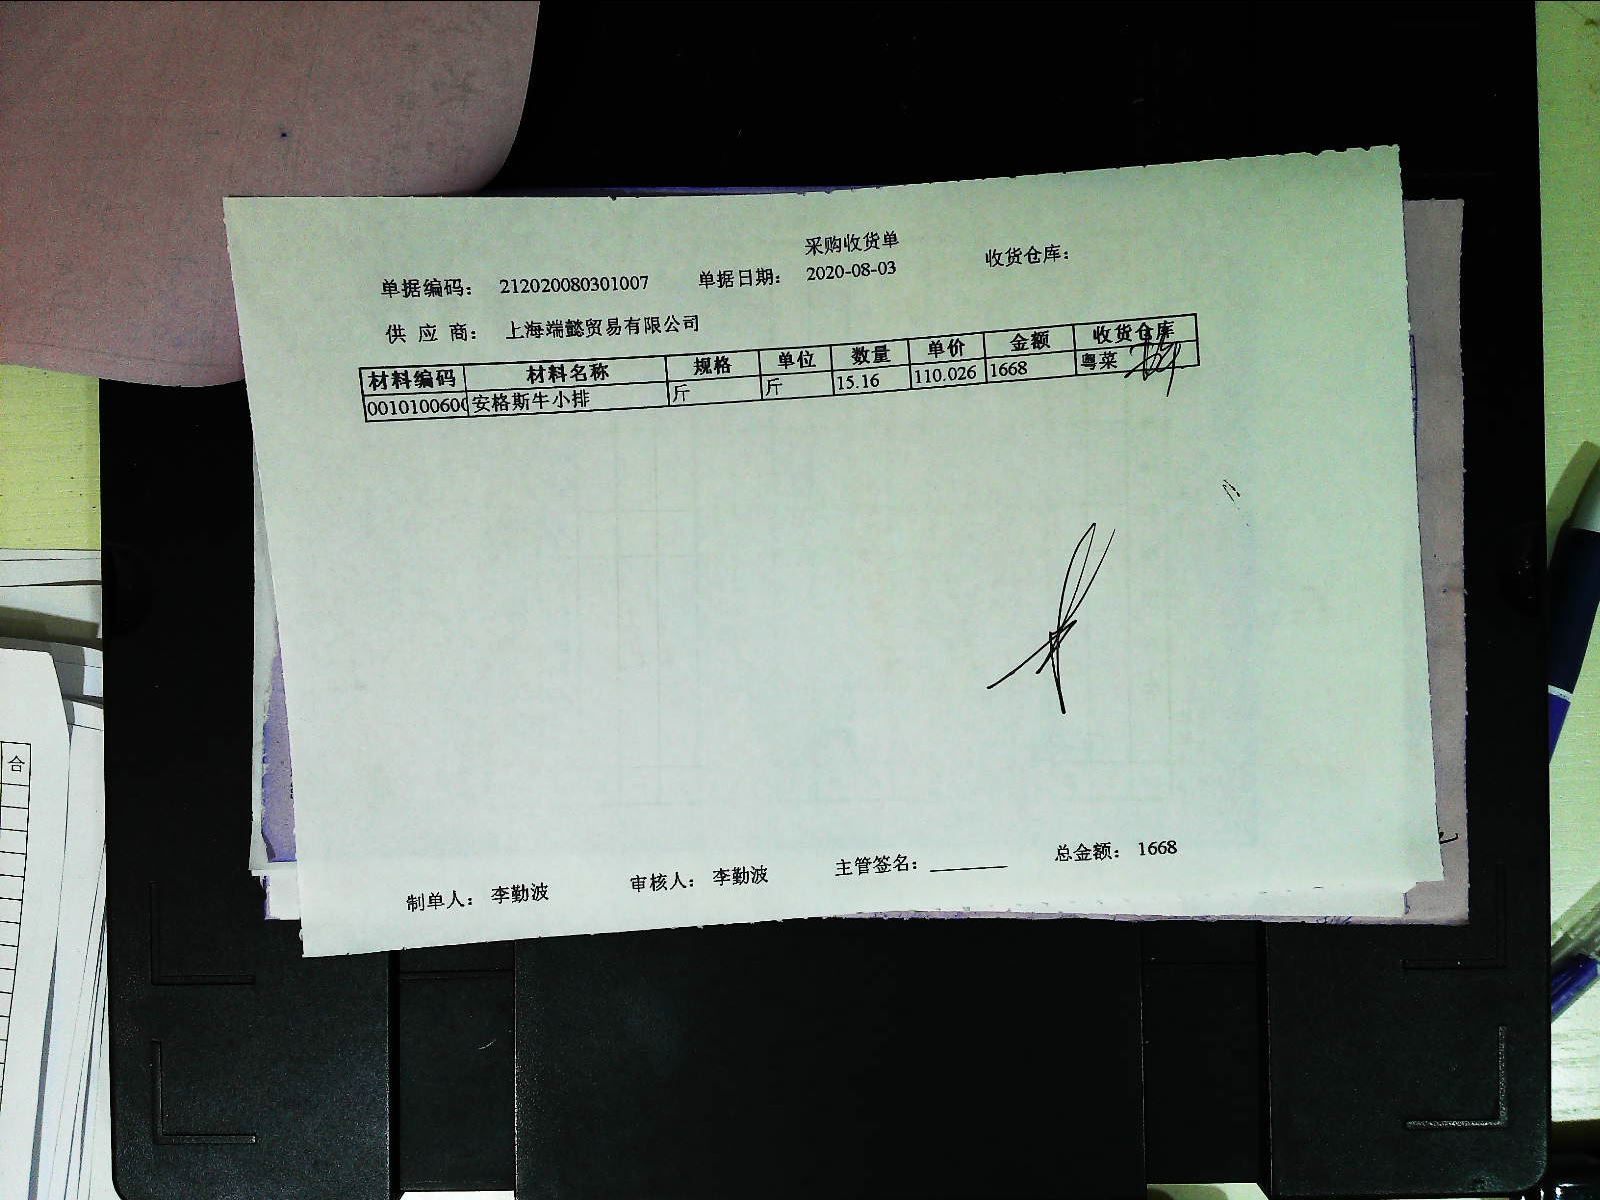 采购收货单
单据编码： 212020080301007 单据日期： 2020-08-03 收货仓库：
供 应 商： 上海端懿贸易有限公司
材料编码 材料名称 规格 单位 数量 单价 金额 收货仓库
0010100600 安格斯牛小排 斤 斤 15.16 110.026 1668 粤菜
制单人： 李勤波 审核人： 李勤波 主管签名： 总金额： 1668
合